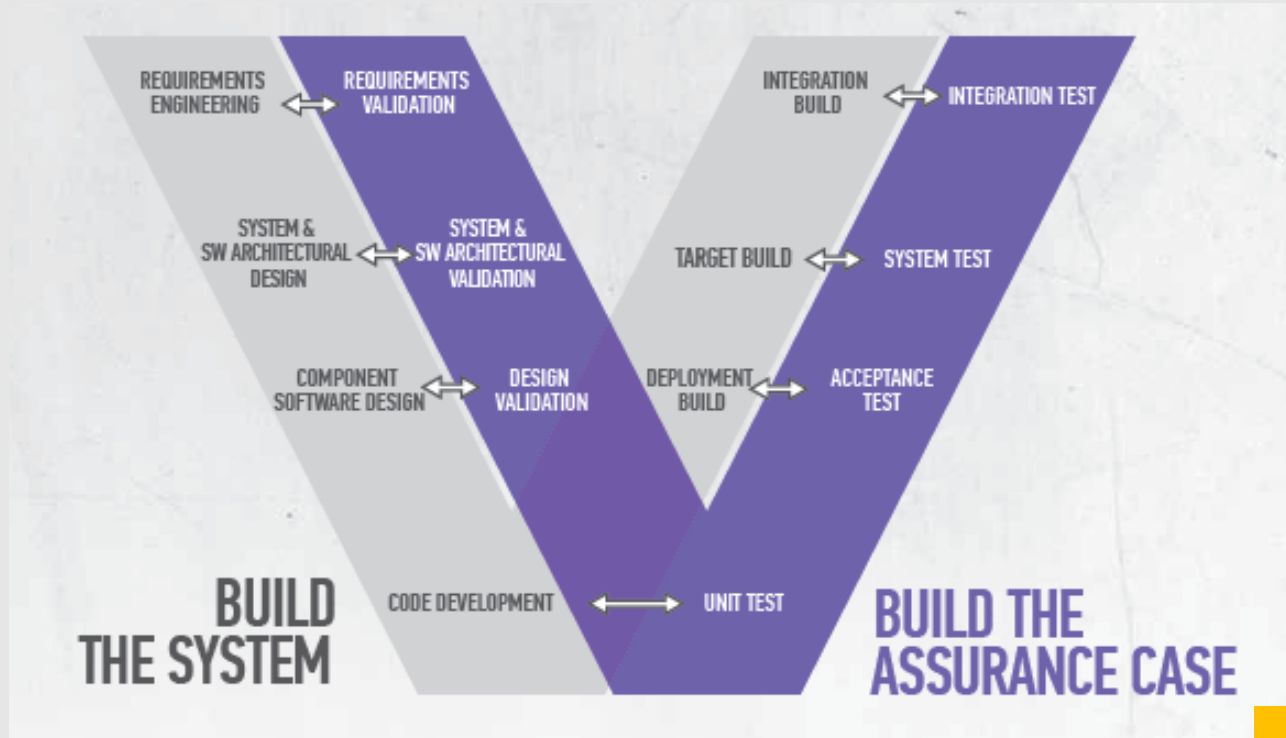 REQUIREMENTS
ENGINEERING
REQUIREMENTS
VALIDATION
INTEGRATION
BUILD
INTEGRATION TEST
SYSTEM &
SW ARCHITECTURAL
DESIGN
SYSTEM &
SW ARCHITECTURAL
VALIDATION
TARGET BUILD
SYSTEM TEST
COMPONENT
SOFTWARE DESIGN
DESIGN
VALIDATION
DEPLOYMENT
BUILD
ACCEPTANCE
TEST
CODE DEVELOPMENT
UNIT TEST
BUILD
THE SYSTEM
BUILD THE
ASSURANCE CASE